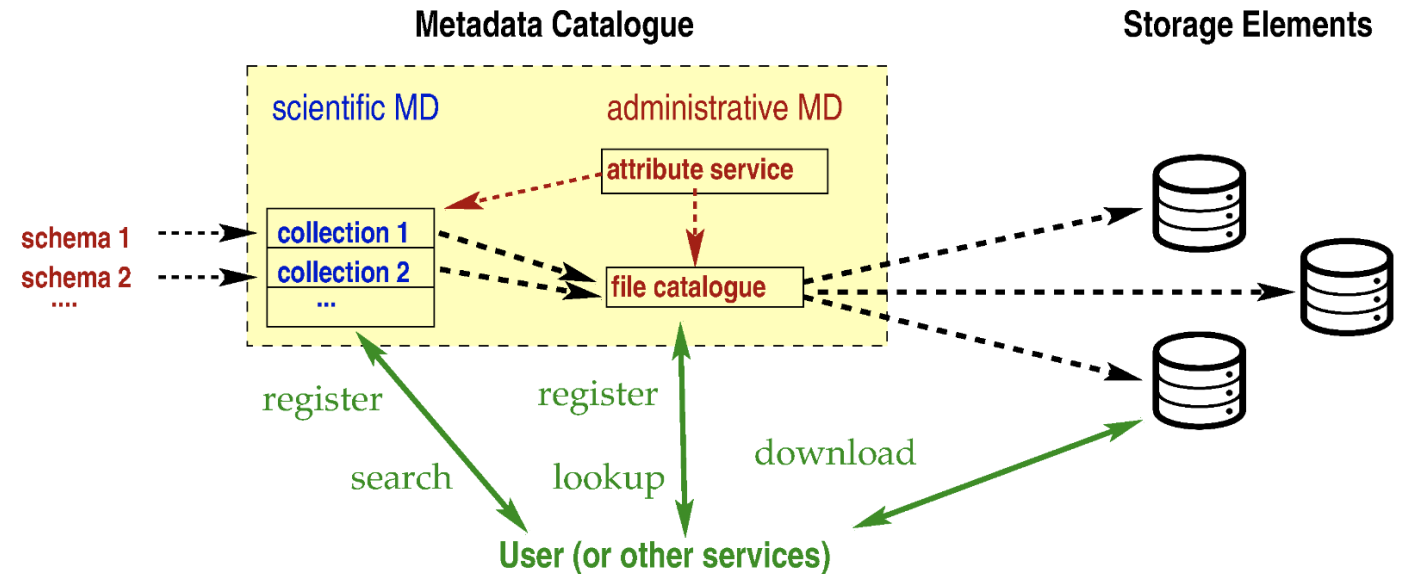 Metadata Catalogue
Storage Elements
scientific MD
administrative MD
attribute service
schema 1
collection 1
schema 2
collection 2
....
...
file catalogue
register
register
search
lookup
download
User (or other services)